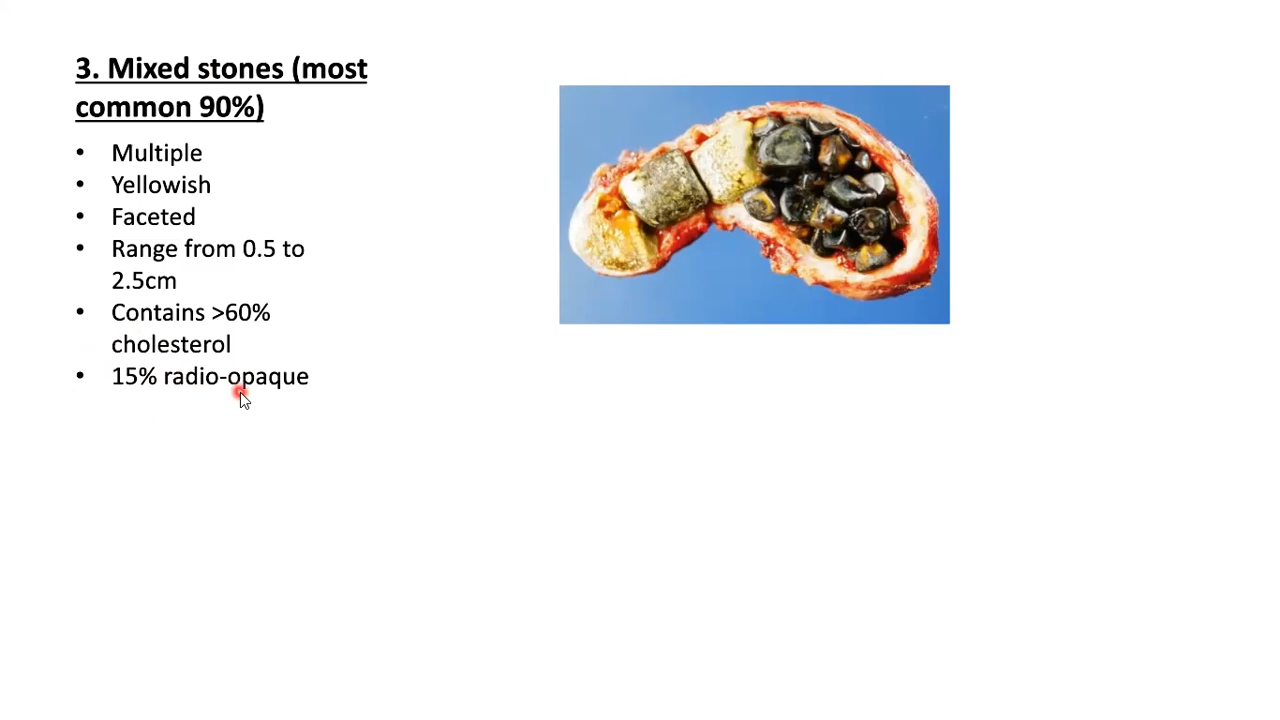 3. Mixed stones (most
common 90%)
• Multiple
• Yellowish
• Faceted
• Range from 0.5 to
2.5cm
• Contains >60%
cholesterol
• 15% radio-opaque